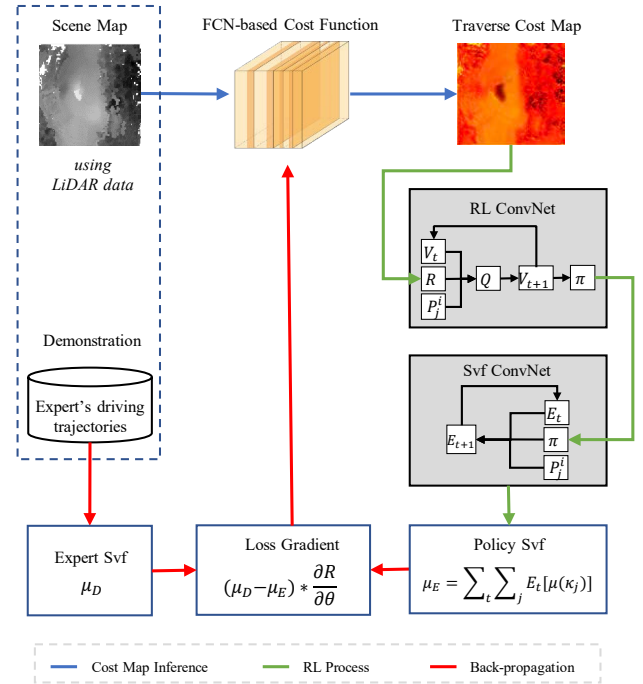 Scene Map
FCN-based Cost Function
Traverse Cost Map
using
LiDAR data
RL ConvNet
V_t
R
P_j^i
Q
V_{t+1}
π
Demonstration
Expert's driving
trajectories
Svf ConvNet
E_{t+1}
E_t
π
P_j^i
Expert Svf
μ_D
Loss Gradient
(μ_D−μ_E) * ∂R/∂θ
Policy Svf
μ_E = ∑_t ∑_j E_t[μ(κ_j)]
Cost Map Inference
RL Process
Back-propagation